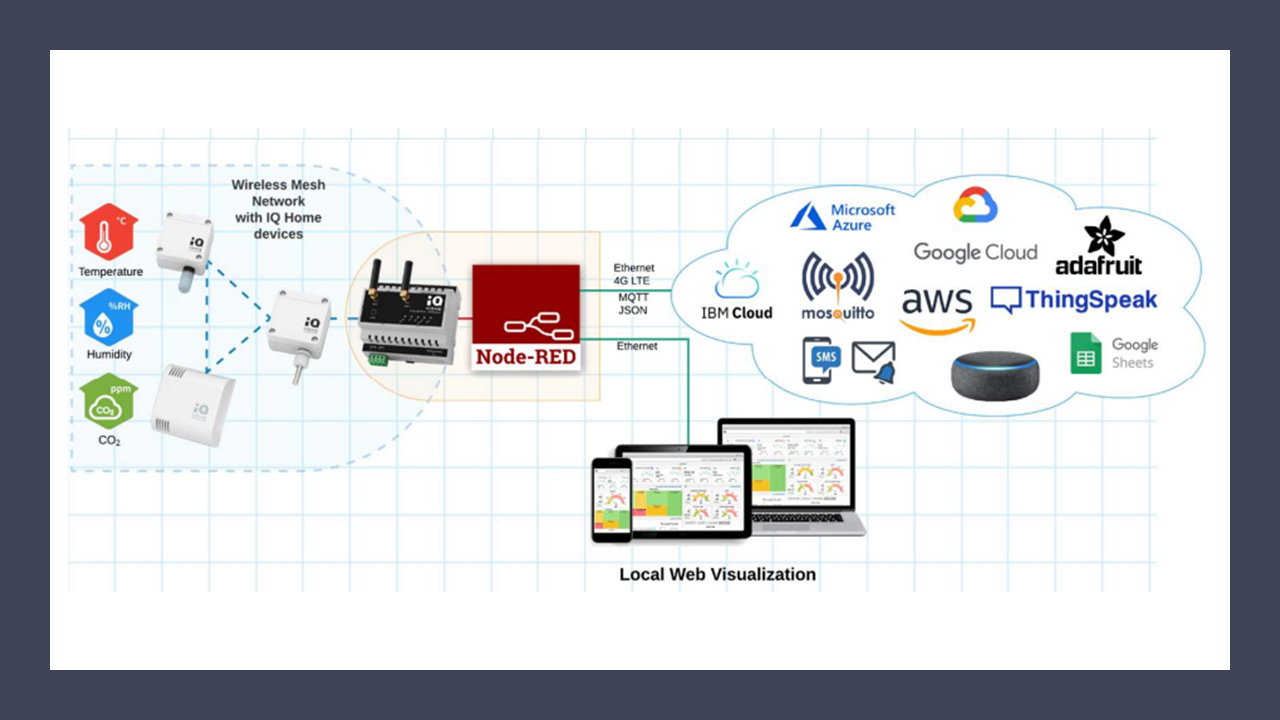 Wireless Mesh
Network
with IQ Home
devices
°C
Temperature
%RH
Humidity
ppm
CO₂
CO₂
iQ
iQ
iQ
iQ
Node-RED
Ethernet
4G LTE
MQTT
JSON
Ethernet
Microsoft
Azure
Google Cloud
adafruit
IBM Cloud
mosquitto
aws
ThingSpeak
SMS
Google
Sheets
Local Web Visualization